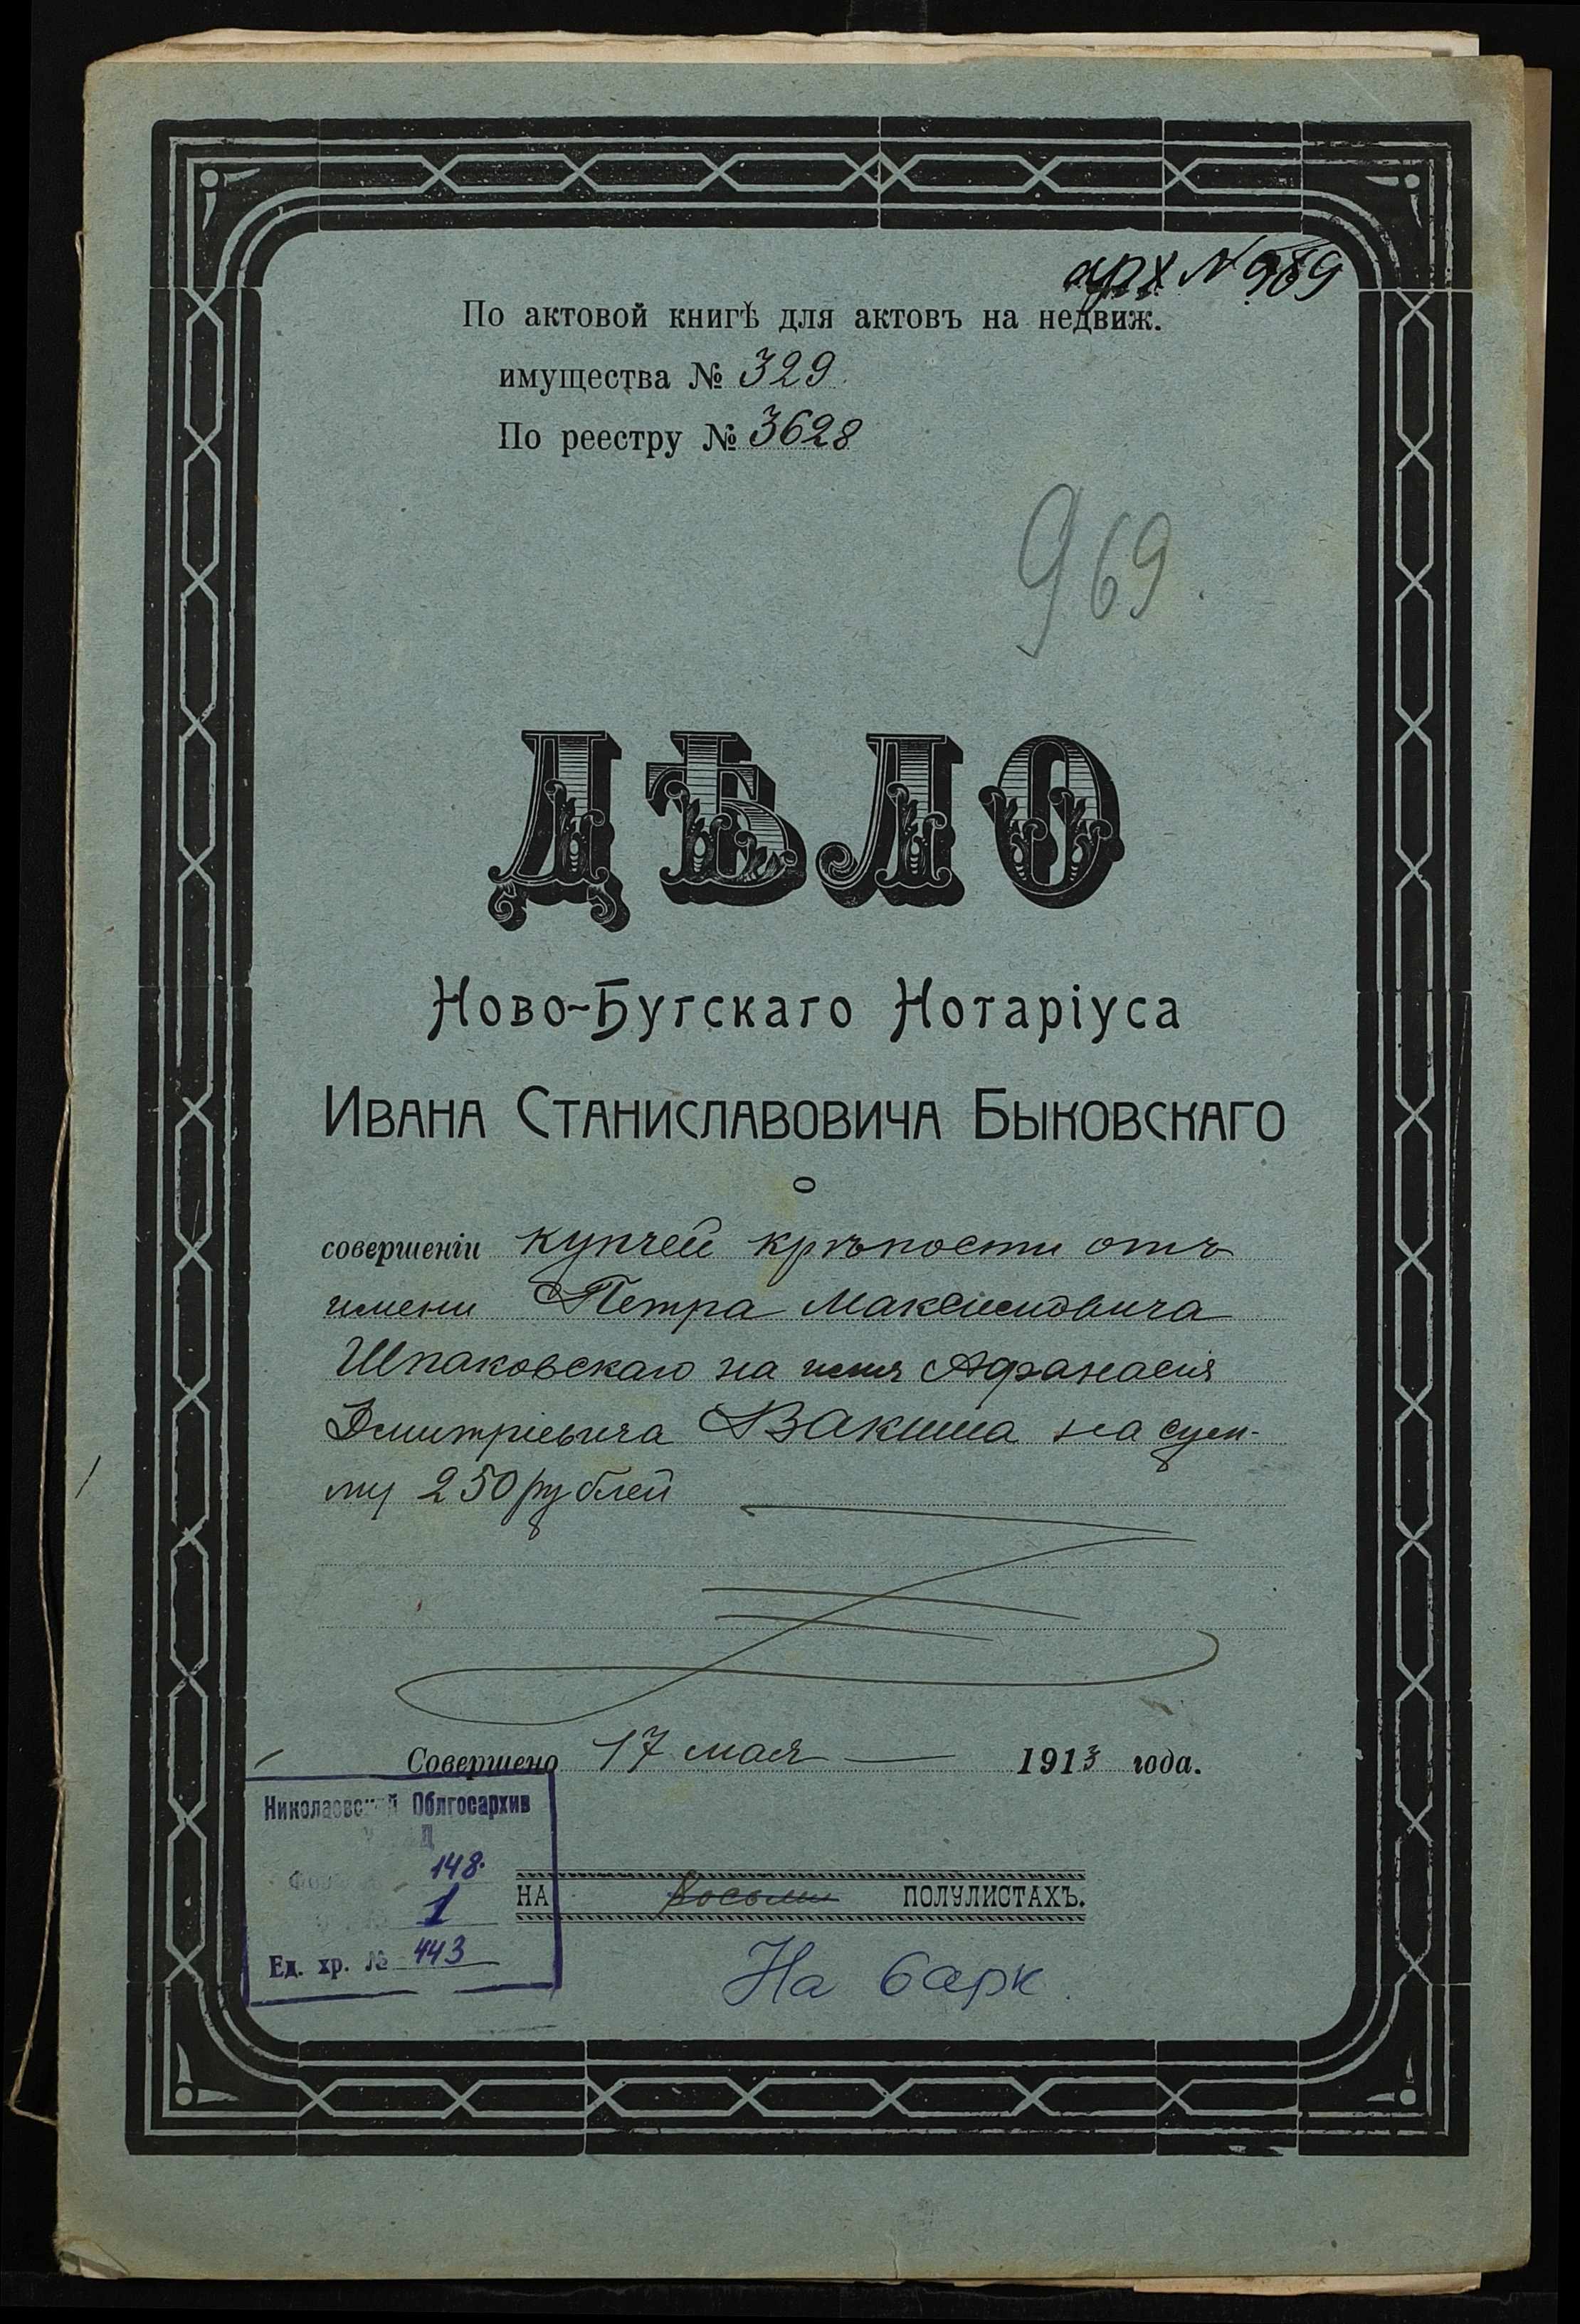 арх N 969
По актовой книгѣ для актовъ на недвиж.
имущества № 329
По реестру № 3628
969.
ДѢЛО
Ново-Бугскаго Нотаріуса
Ивана Станиславовича Быковскаго
о
совершеніи купчей крѣпости отъ
имени Петра Максимовича
Шпаковскаго на имя Афанасія
Дмитріевича Вакина на сум-
му 250 рублей
Совершено 17 мая 1913 года.
Николаевский Облгосархив
148.
1
Ед. хр. № 443
НА восьми ПОЛУЛИСТАХЪ.
На барк.